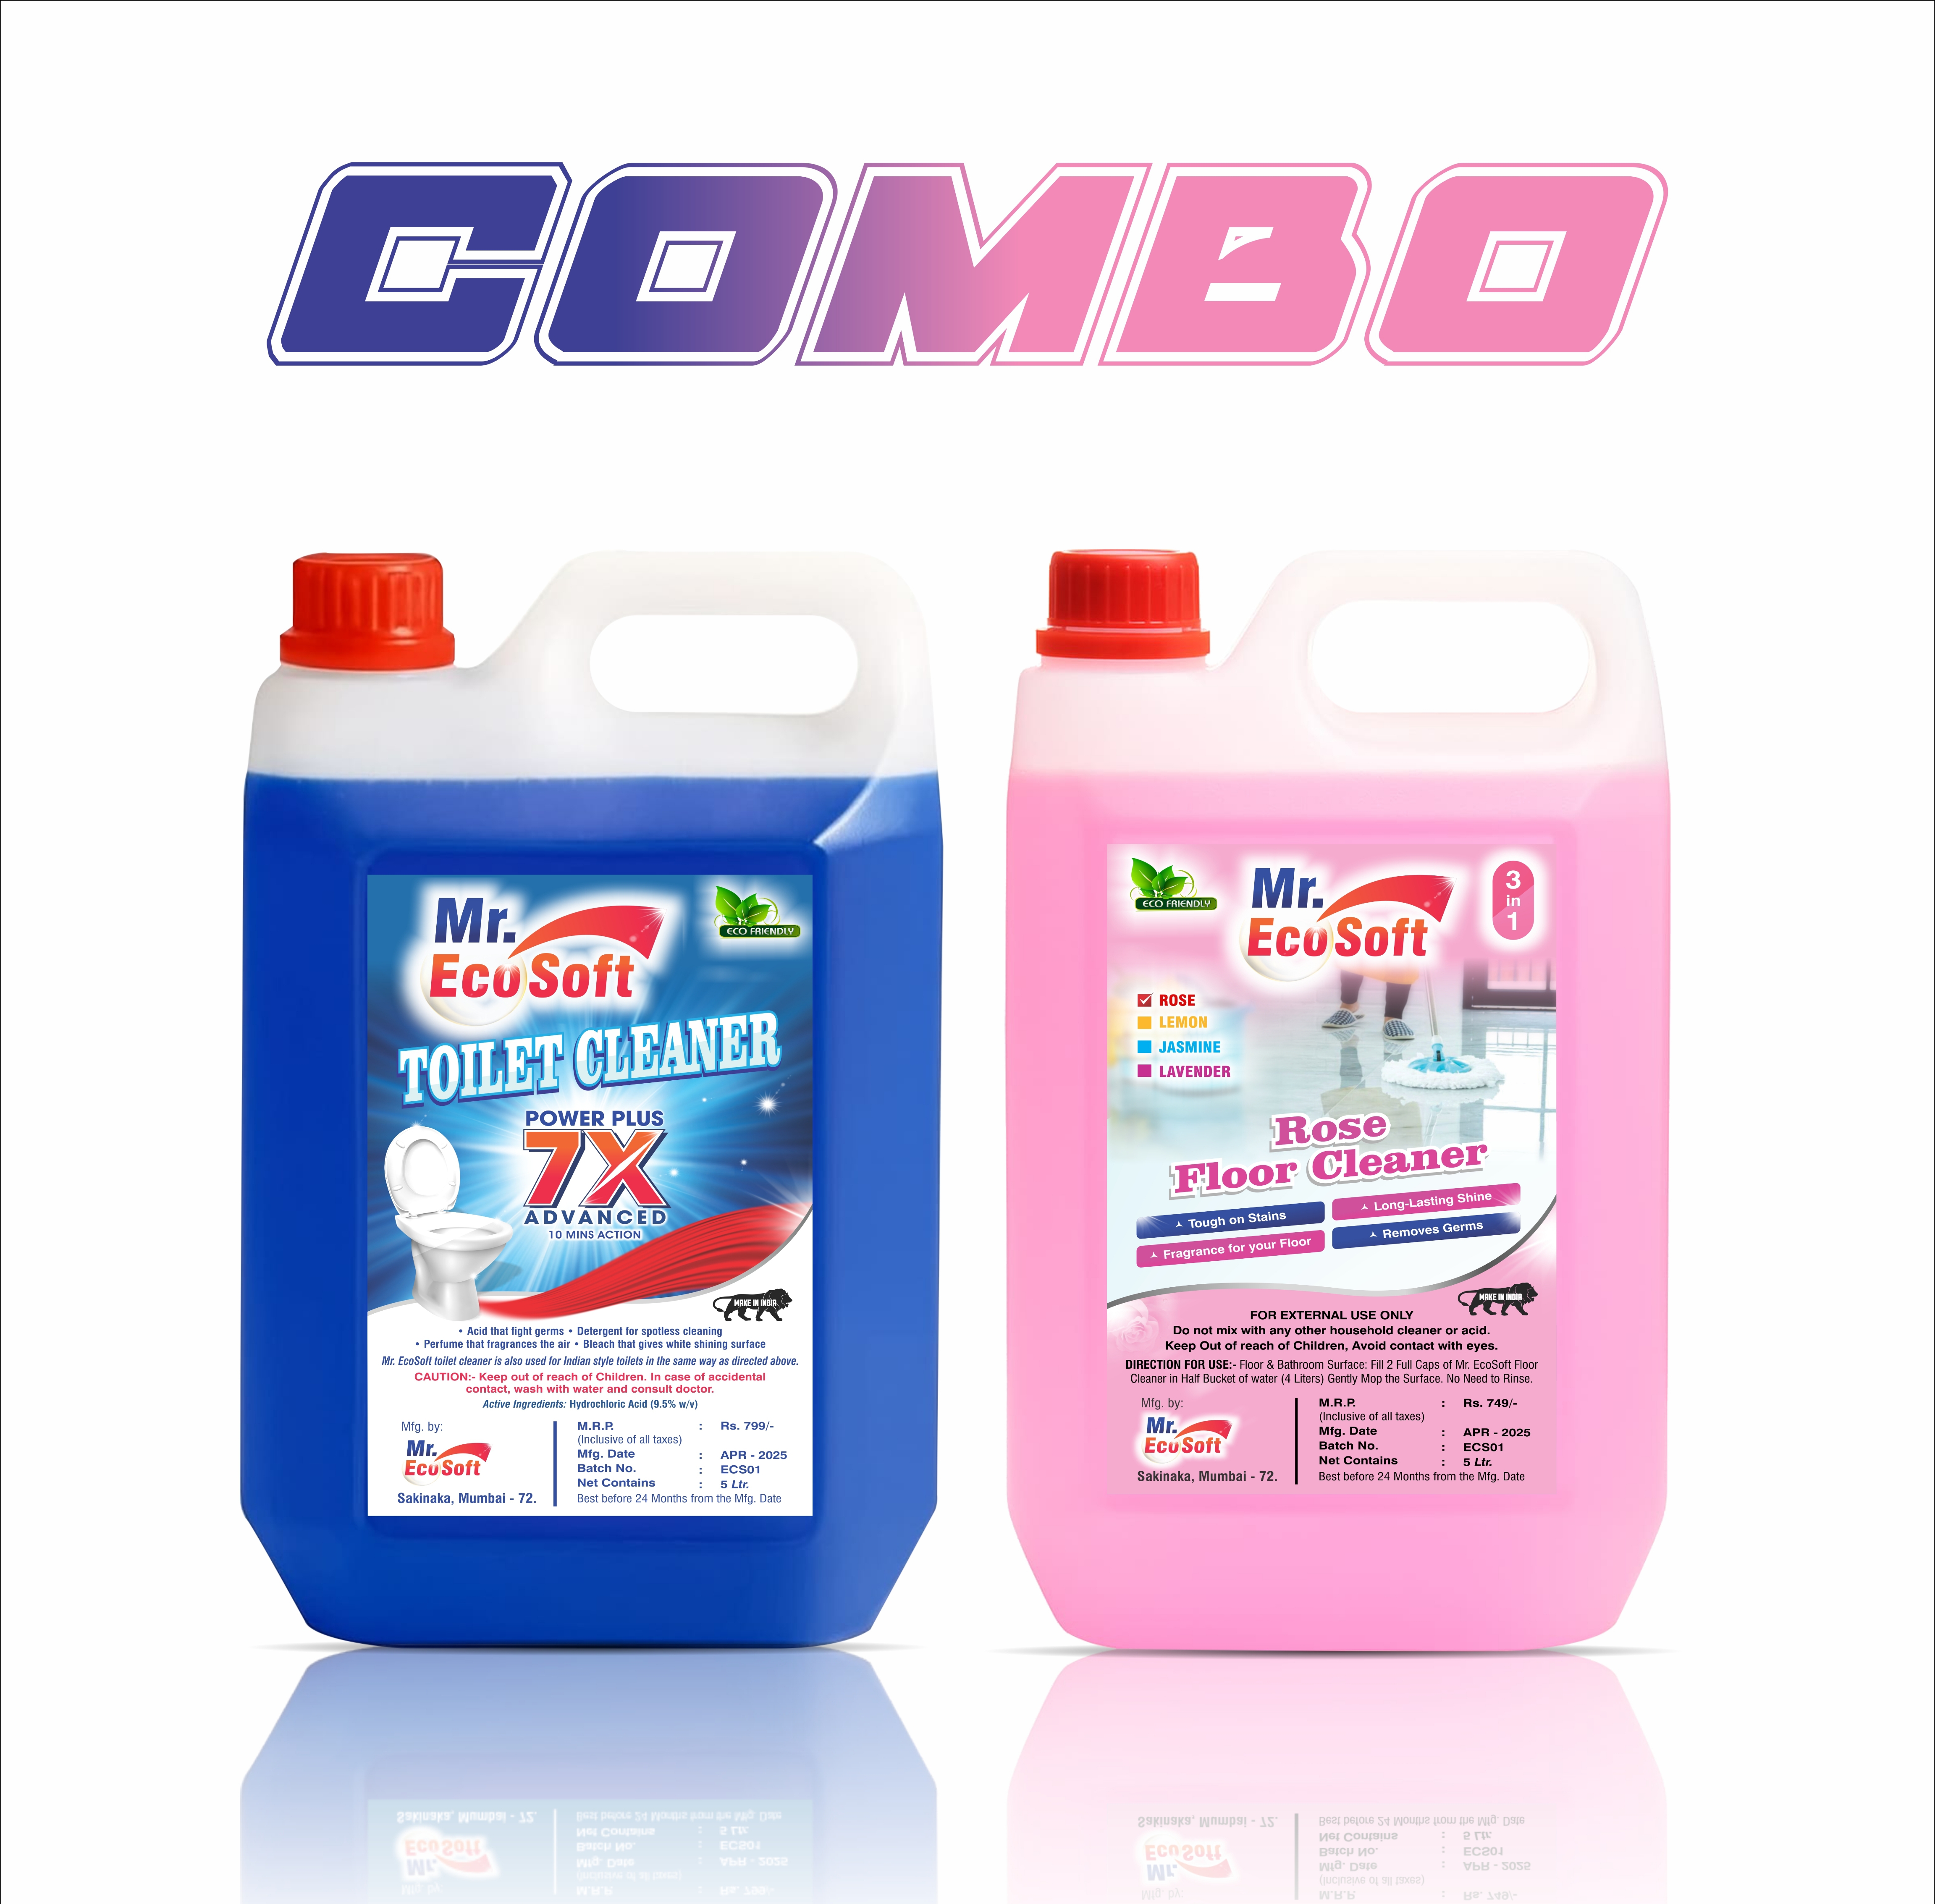 COMBO
Mr.
EcoSoft
ECO FRIENDLY
TOILET CLEANER
POWER PLUS
7X
ADVANCED
10 MINS ACTION
MAKE IN INDIA
• Acid that fight germs • Detergent for spotless cleaning
• Perfume that fragrances the air • Bleach that gives white shining surface
Mr. EcoSoft toilet cleaner is also used for Indian style toilets in the same way as directed above.
CAUTION:- Keep out of reach of Children. In case of accidental
contact, wash with water and consult doctor.
Active Ingredients: Hydrochloric Acid (9.5% w/v)
Mfg. by:
Mr.
EcoSoft
Sakinaka, Mumbai - 72.
M.R.P. : Rs. 799/-
(Inclusive of all taxes)
Mfg. Date : APR - 2025
Batch No. : ECS01
Net Contains : 5 Ltr.
Best before 24 Months from the Mfg. Date
ECO FRIENDLY
Mr.
EcoSoft
3
in
1
ROSE
LEMON
JASMINE
LAVENDER
Rose
Floor Cleaner
Tough on Stains
Long-Lasting Shine
Fragrance for your Floor
Removes Germs
MAKE IN INDIA
FOR EXTERNAL USE ONLY
Do not mix with any other household cleaner or acid.
Keep Out of reach of Children, Avoid contact with eyes.
DIRECTION FOR USE:- Floor & Bathroom Surface: Fill 2 Full Caps of Mr. EcoSoft Floor
Cleaner in Half Bucket of water (4 Liters) Gently Mop the Surface. No Need to Rinse.
Mfg. by:
Mr.
EcoSoft
Sakinaka, Mumbai - 72.
M.R.P. : Rs. 749/-
(Inclusive of all taxes)
Mfg. Date : APR - 2025
Batch No. : ECS01
Net Contains : 5 Ltr.
Best before 24 Months from the Mfg. Date